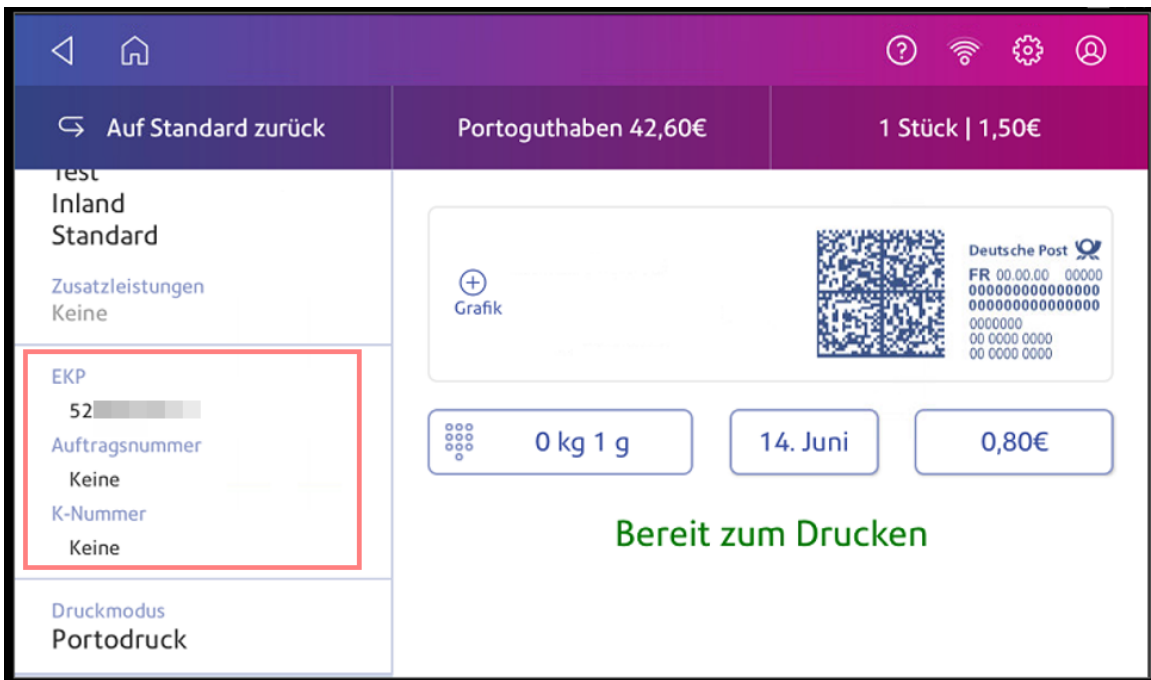 Auf Standard zurück
Portoguthaben 42,60€
1 Stück | 1,50€
Test
Inland
Standard
Zusatzleistungen
Keine
EKP
52
Auftragsnummer
Keine
K-Nummer
Keine
Druckmodus
Portodruck
Grafik
Deutsche Post
FR 00.00.00 00000
000000000000000
000000000000000
0000000
00 0000 0000
00 0000 0000
0 kg 1 g
14. Juni
0,80€
Bereit zum Drucken